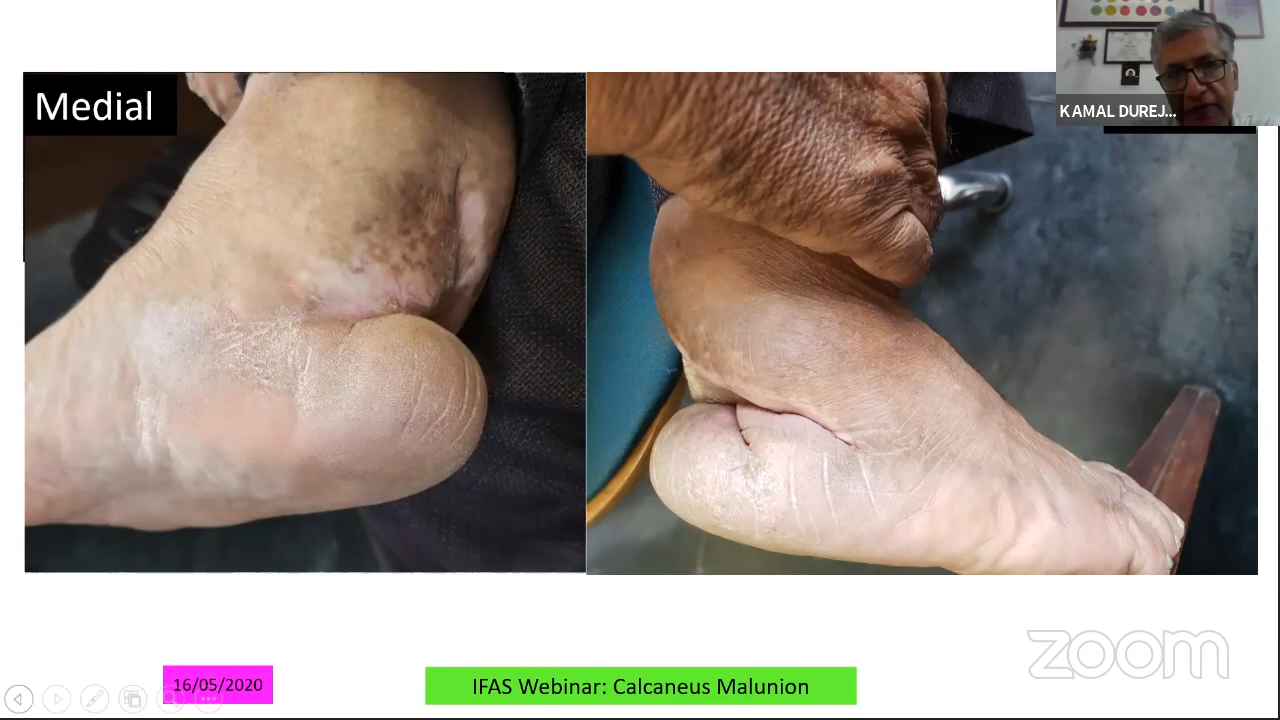 Medial
KAMAL DUREJ...
16/05/2020
IFAS Webinar: Calcaneus Malunion
zoom